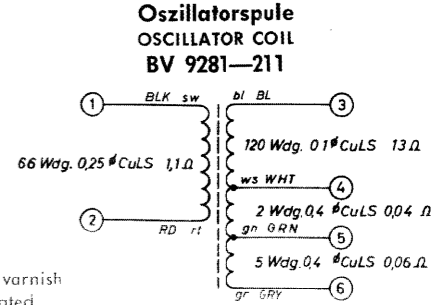 Oszillatorspule
OSCILLATOR COIL
BV 9281—211
1 BLK sw bl BL 3
66 Wdg. 0,25 ø CuLS 1,1 Ω
120 Wdg. 0 1 ø CuLS 13 Ω
ws WHT 4
2 RD rt
2 Wdg. 0,4 ø CuLS 0,04 Ω
gn GRN 5
5 Wdg. 0,4 ø CuLS 0,06 Ω
gr GRY 6
varnish
ated